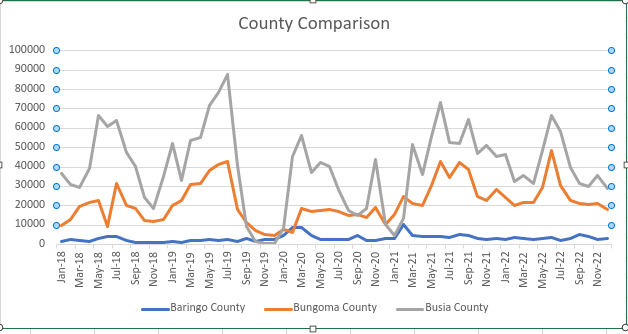 County Comparison
100000
90000
80000
70000
60000
50000
40000
30000
20000
10000
0
Jan-18
Mar-18
May-18
Jul-18
Sep-18
Nov-18
Jan-19
Mar-19
May-19
Jul-19
Sep-19
Nov-19
Jan-20
Mar-20
May-20
Jul-20
Sep-20
Nov-20
Jan-21
Mar-21
May-21
Jul-21
Sep-21
Nov-21
Jan-22
Mar-22
May-22
Jul-22
Sep-22
Nov-22
Baringo County Bungoma County Busia County